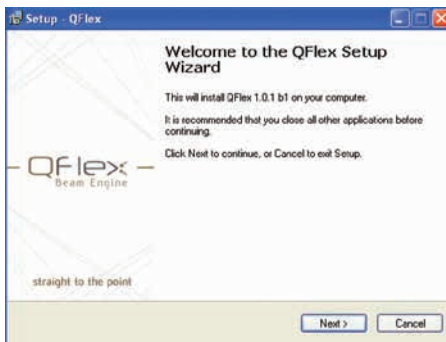 Setup - QFlex
Welcome to the QFlex Setup
Wizard
This will install QFlex 1.0.1 b1 on your computer.
It is recommended that you close all other applications before
continuing.
Click Next to continue, or Cancel to exit Setup.
QFlex
Beam Engine
straight to the point
Next >
Cancel